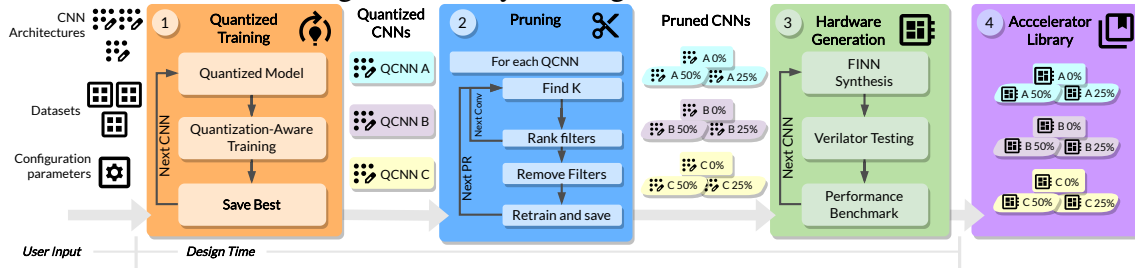 CNN
Architectures
Datasets
Configuration
parameters
1
Quantized
Training
Quantized Model
Quantization-Aware
Training
Save Best
Next CNN
Quantized
CNNs
QCNN A
QCNN B
QCNN C
2
Pruning
For each QCNN
Find K
Rank filters
Remove Filters
Retrain and save
Next Conv
Next PR
Pruned CNNs
A 0%
A 50% A 25%
B 0%
B 50% B 25%
C 0%
C 50% C 25%
3
Hardware
Generation
FINN
Synthesis
Verilator Testing
Performance
Benchmark
Next CNN
4
Acccelerator
Library
A 0%
A 50% A 25%
B 0%
B 50% B 25%
C 0%
C 50% C 25%
User Input
Design Time